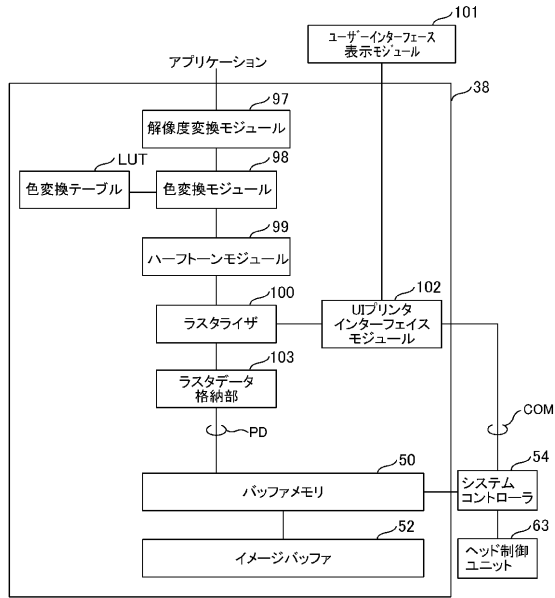 101
ユーザーインターフェース
表示モジュール
アプリケーション
38
97
解像度変換モジュール
LUT
98
色変換テーブル
色変換モジュール
99
ハーフトーンモジュール
100
102
ラスタライザ
UIプリンタ
インターフェイス
モジュール
103
ラスタデータ
格納部
COM
PD
50
54
バッファメモリ
システム
コントローラ
52
63
イメージバッファ
ヘッド制御
ユニット